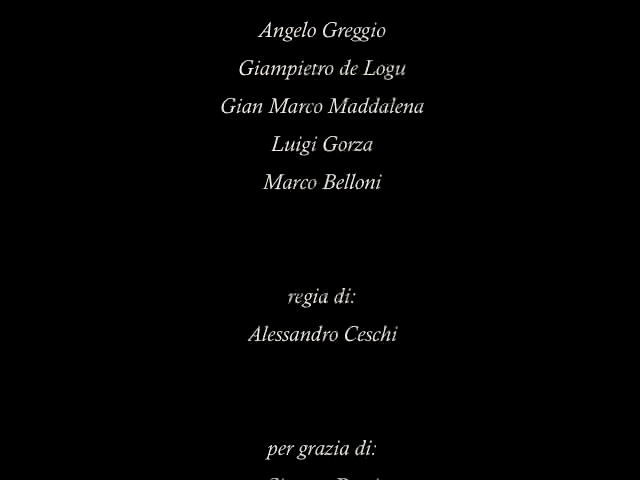 Angelo Greggio
Giampietro de Logu
Gian Marco Maddalena
Luigi Gorza
Marco Belloni
regia di:
Alessandro Ceschi
per grazia di: